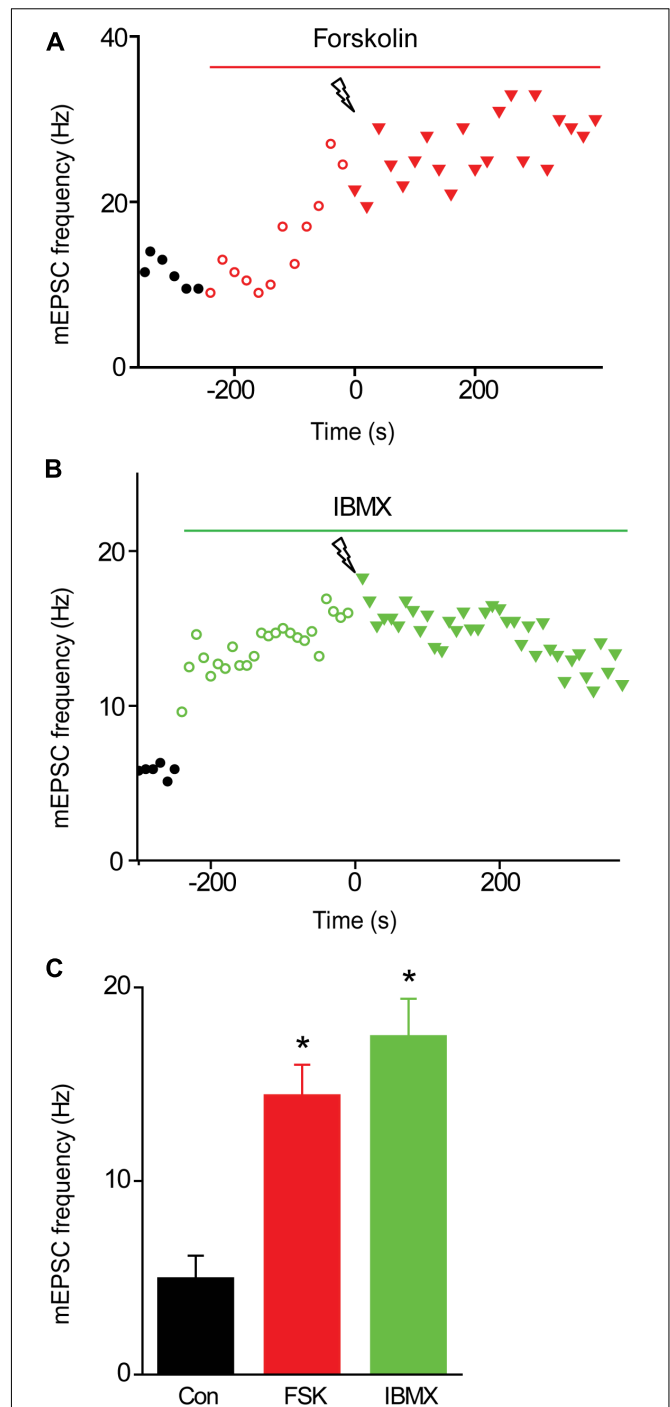 A
Forskolin
40
20
0
mEPSC frequency (Hz)
-200 0 200
Time (s)
B
IBMX
20
10
0
mEPSC frequency (Hz)
-200 0 200
Time (s)
C
20
10
0
mEPSC frequency (Hz)
* *
Con FSK IBMX